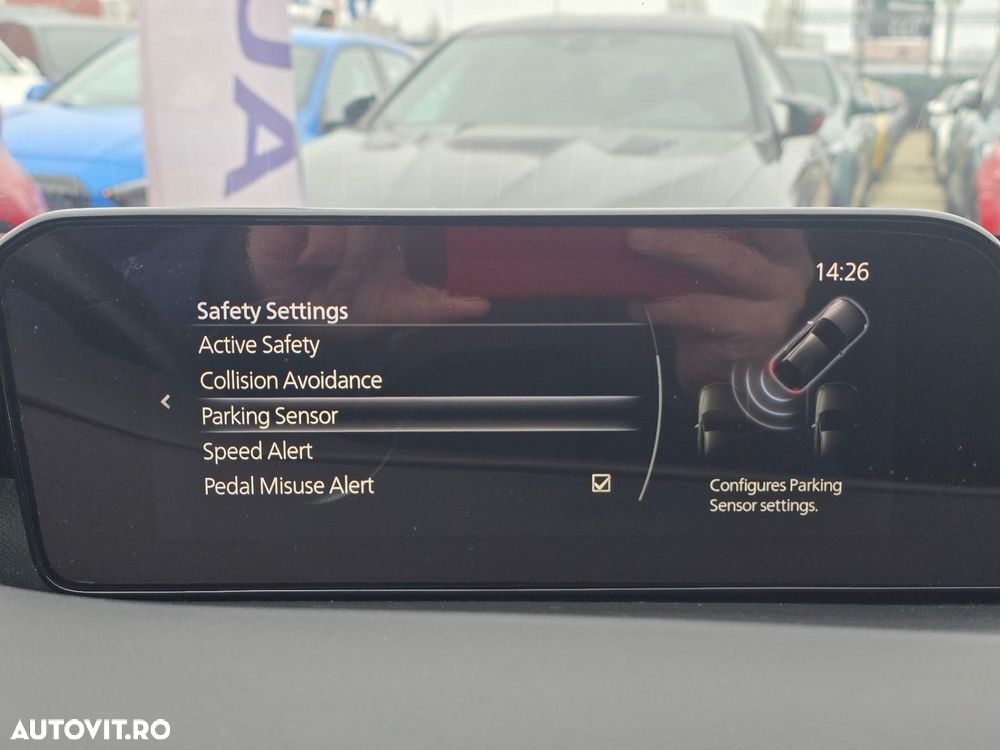 UA
14:26
Safety Settings
Active Safety
Collision Avoidance
Parking Sensor
Speed Alert
Pedal Misuse Alert
Configures Parking
Sensor settings.
AUTOVIT.RO